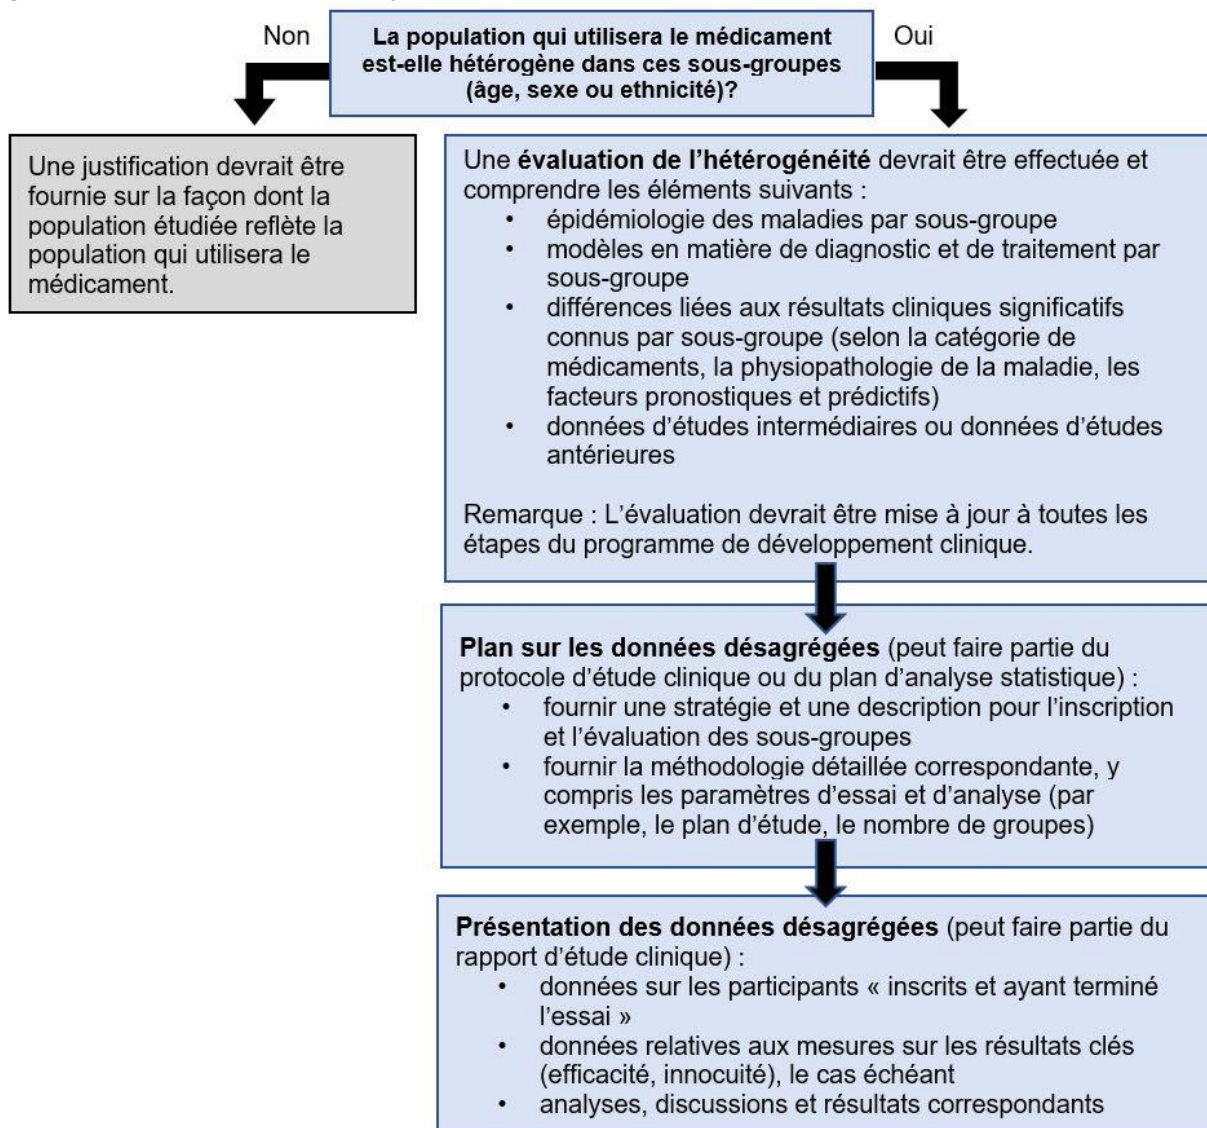 Non
La population qui utilisera le médicament
est-elle hétérogène dans ces sous-groupes
(âge, sexe ou ethnicité)?
Oui
Une justification devrait être
fournie sur la façon dont la
population étudiée reflète la
population qui utilisera le
médicament.
Une évaluation de l'hétérogénéité devrait être effectuée et
comprendre les éléments suivants :
• épidémiologie des maladies par sous-groupe
• modèles en matière de diagnostic et de traitement par
sous-groupe
• différences liées aux résultats cliniques significatifs
connus par sous-groupe (selon la catégorie de
médicaments, la physiopathologie de la maladie, les
facteurs pronostiques et prédictifs)
• données d'études intermédiaires ou données d'études
antérieures
Remarque : L'évaluation devrait être mise à jour à toutes les
étapes du programme de développement clinique.
Plan sur les données désagrégées (peut faire partie du
protocole d'étude clinique ou du plan d'analyse statistique) :
• fournir une stratégie et une description pour l'inscription
et l'évaluation des sous-groupes
• fournir la méthodologie détaillée correspondante, y
compris les paramètres d'essai et d'analyse (par
exemple, le plan d'étude, le nombre de groupes)
Présentation des données désagrégées (peut faire partie du
rapport d'étude clinique) :
• données sur les participants « inscrits et ayant terminé
l'essai »
• données relatives aux mesures sur les résultats clés
(efficacité, innocuité), le cas échéant
• analyses, discussions et résultats correspondants